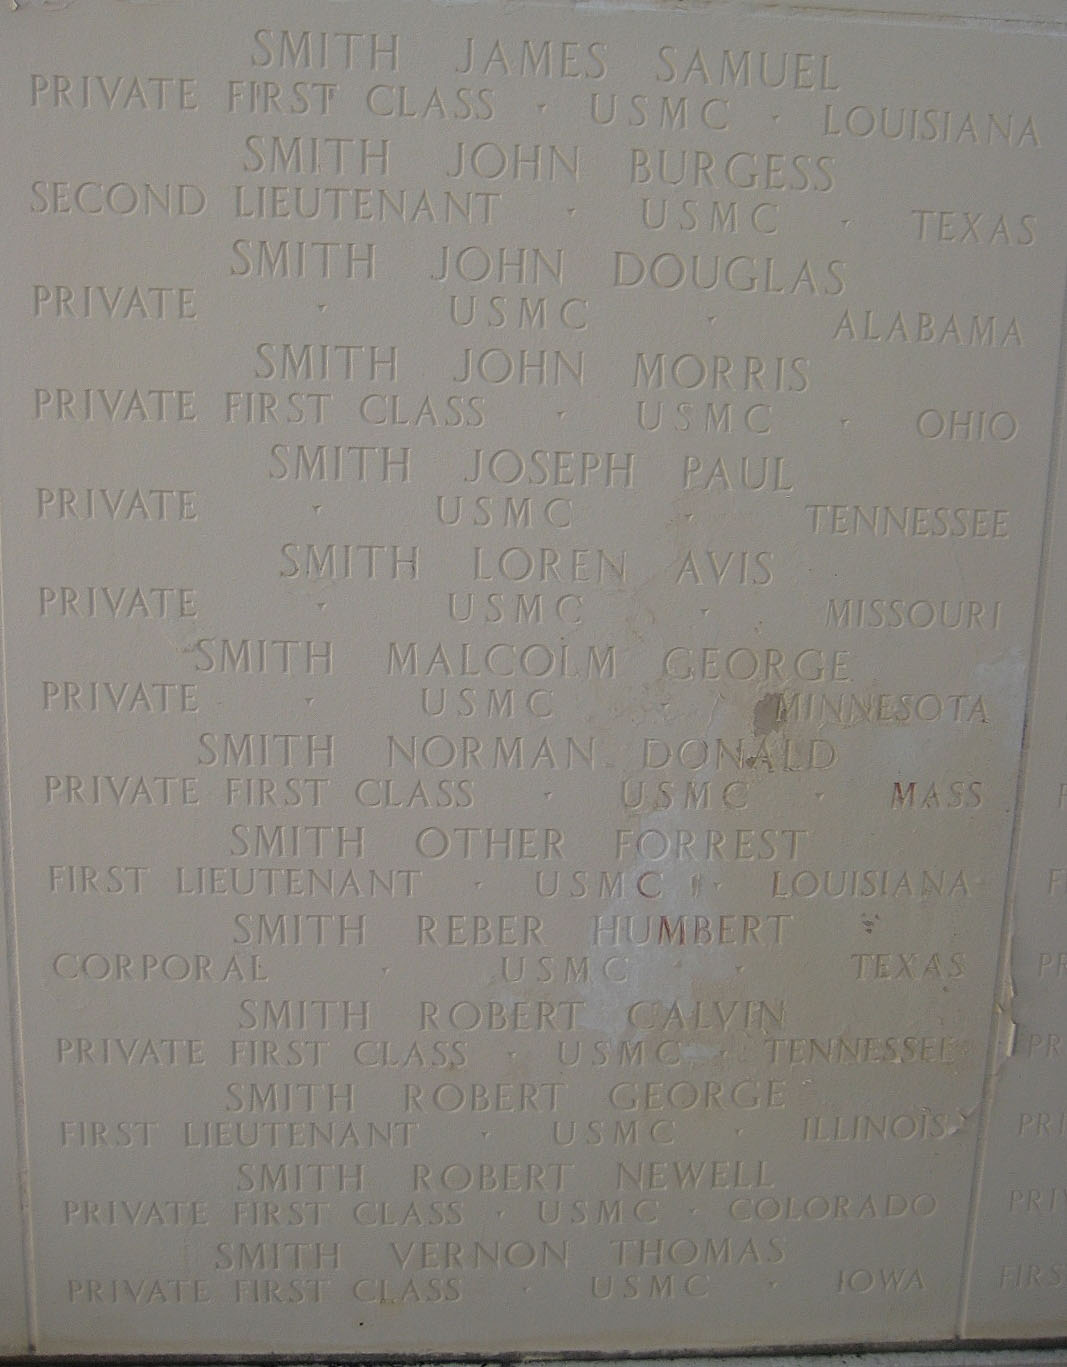 SMITH JAMES SAMUEL
PRIVATE FIRST CLASS · USMC · LOUISIANA
SMITH JOHN BURGESS
SECOND LIEUTENANT · USMC · TEXAS
SMITH JOHN DOUGLAS
PRIVATE · USMC · ALABAMA
SMITH JOHN MORRIS
PRIVATE FIRST CLASS · USMC · OHIO
SMITH JOSEPH PAUL
PRIVATE · USMC · TENNESSEE
SMITH LOREN AVIS
PRIVATE · USMC · MISSOURI
SMITH MALCOLM GEORGE
PRIVATE · USMC · MINNESOTA
SMITH NORMAN DONALD
PRIVATE FIRST CLASS · USMC · MASS
SMITH OTHER FORREST
FIRST LIEUTENANT · USMC · LOUISIANA
SMITH REBER HUMBERT
CORPORAL · USMC · TEXAS
SMITH ROBERT CALVIN
PRIVATE FIRST CLASS · USMC · TENNESSEE
SMITH ROBERT GEORGE
FIRST LIEUTENANT · USMC · ILLINOIS
SMITH ROBERT NEWELL
PRIVATE FIRST CLASS · USMC · COLORADO
SMITH VERNON THOMAS
PRIVATE FIRST CLASS · USMC · IOWA